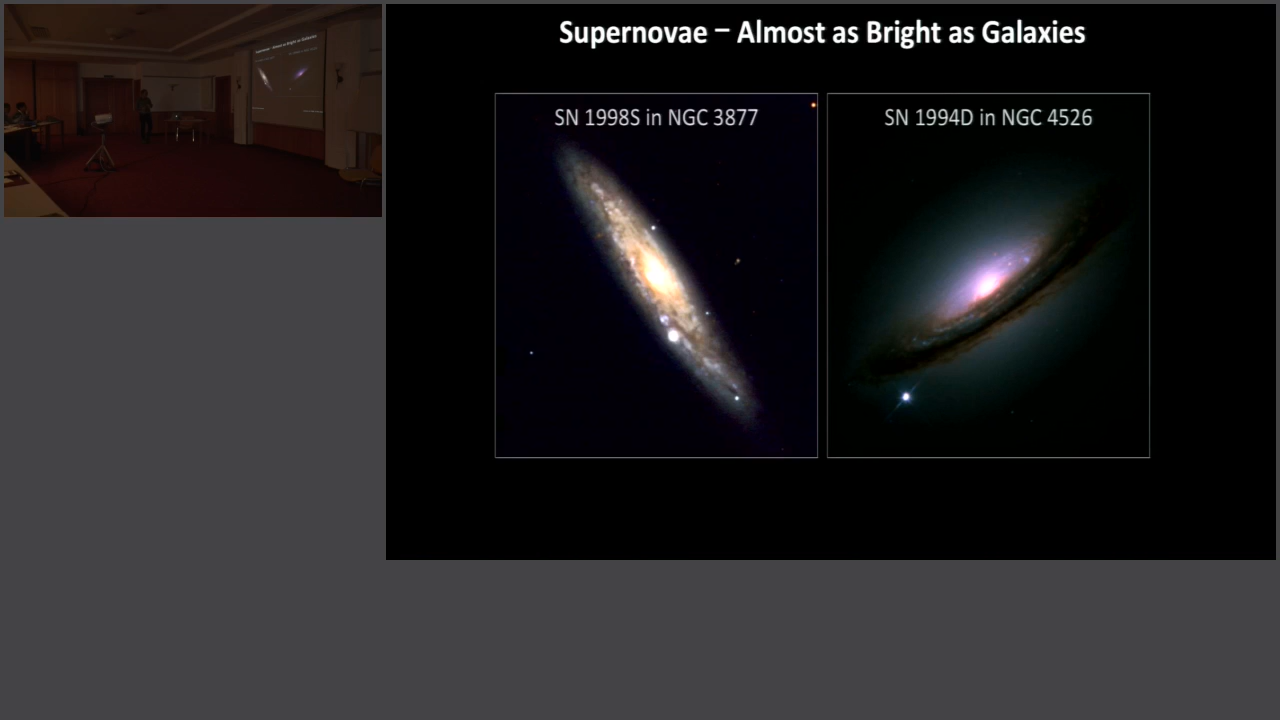 Supernovae – Almost as Bright as Galaxies
SN 1998S in NGC 3877
SN 1994D in NGC 4526